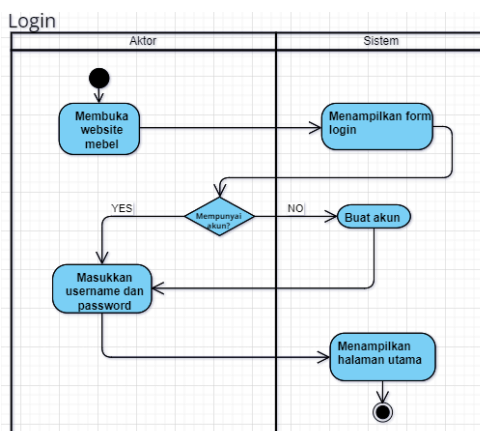 Login
Aktor
Sistem
Membuka
website
mebel
Menampilkan form
login
Mempunyai
akun?
YES
NO
Buat akun
Masukkan
username dan
password
Menampilkan
halaman utama